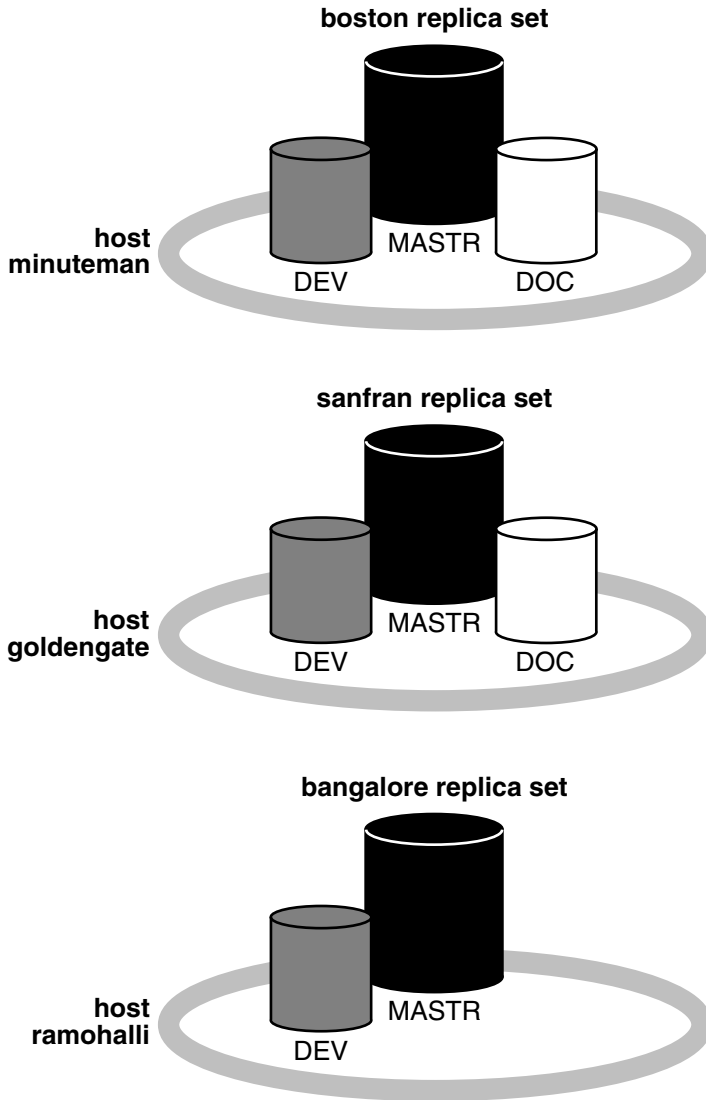 boston replica set
host
minuteman
MASTR
DEV
DOC
sanfran replica set
host
goldengate
MASTR
DEV
DOC
bangalore replica set
host
ramohalli
MASTR
DEV